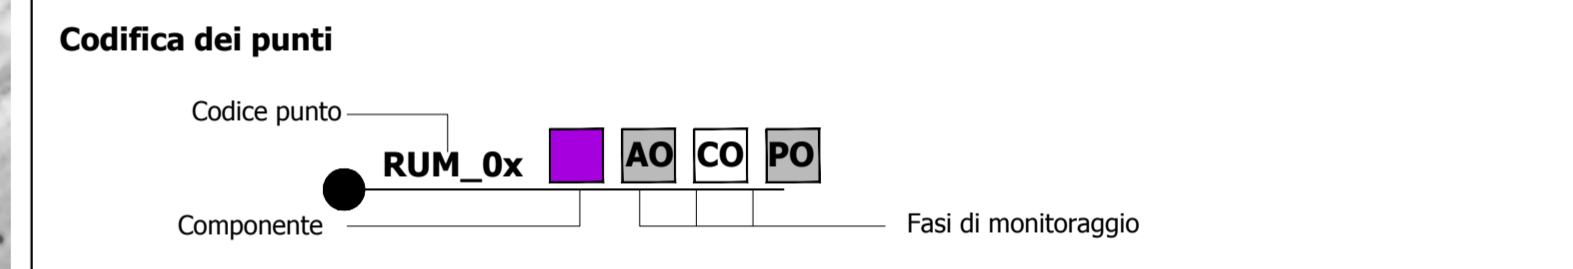 Codifica dei punti
Codice punto
RUM_0x AO CO PO
Componente
Fasi di monitoraggio